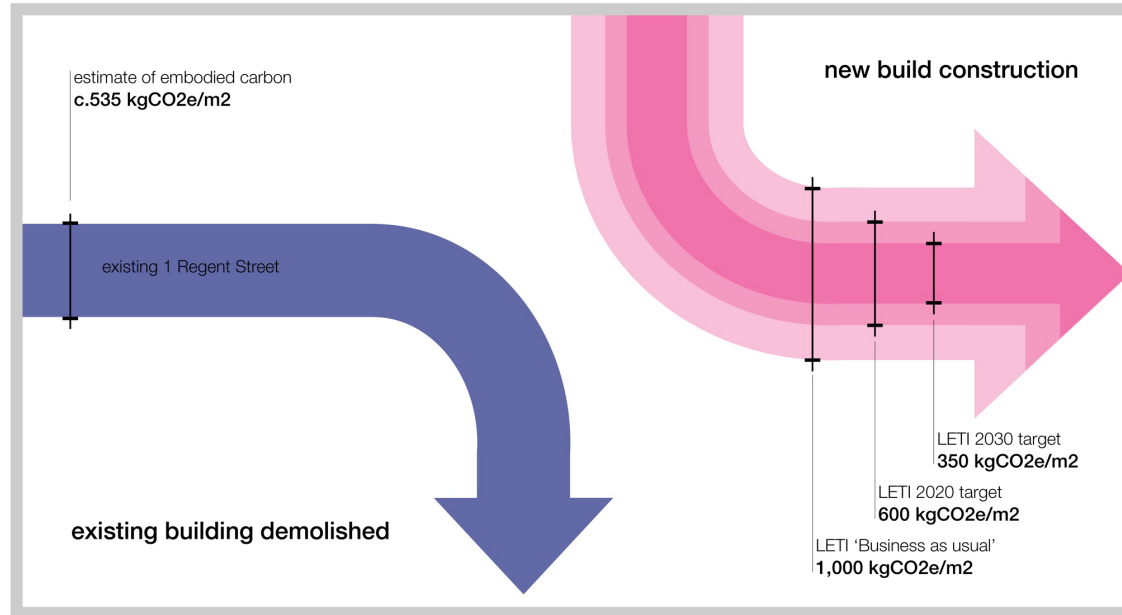 estimate of embodied carbon
c.535 kgCO2e/m2
new build construction
existing 1 Regent Street
existing building demolished
LETI 2030 target
350 kgCO2e/m2
LETI 2020 target
600 kgCO2e/m2
LETI ‘Business as usual’
1,000 kgCO2e/m2